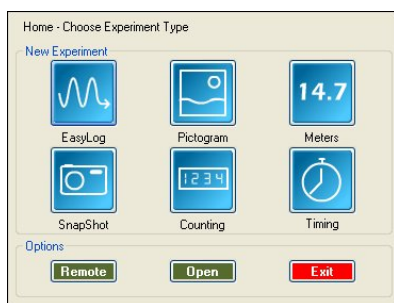 Home - Choose Experiment Type
New Experiment
14.7
EasyLog Pictogram Meters
1234
SnapShot Counting Timing
Options
Remote Open Exit